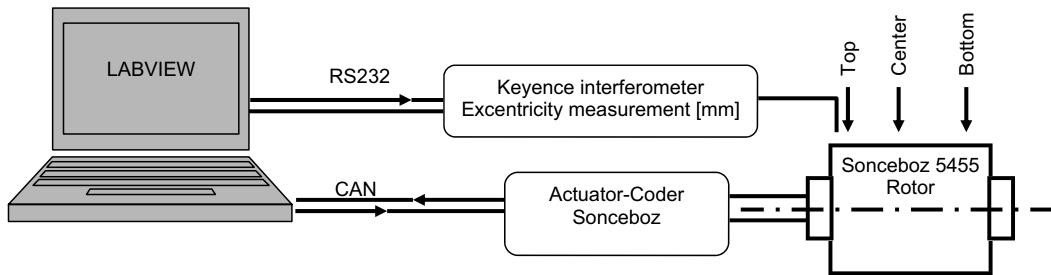 LABVIEW
RS232
Keyence interferometer
Excentricity measurement [mm]
Top
Center
Bottom
CAN
Actuator-Coder
Sonceboz
Sonceboz 5455
Rotor